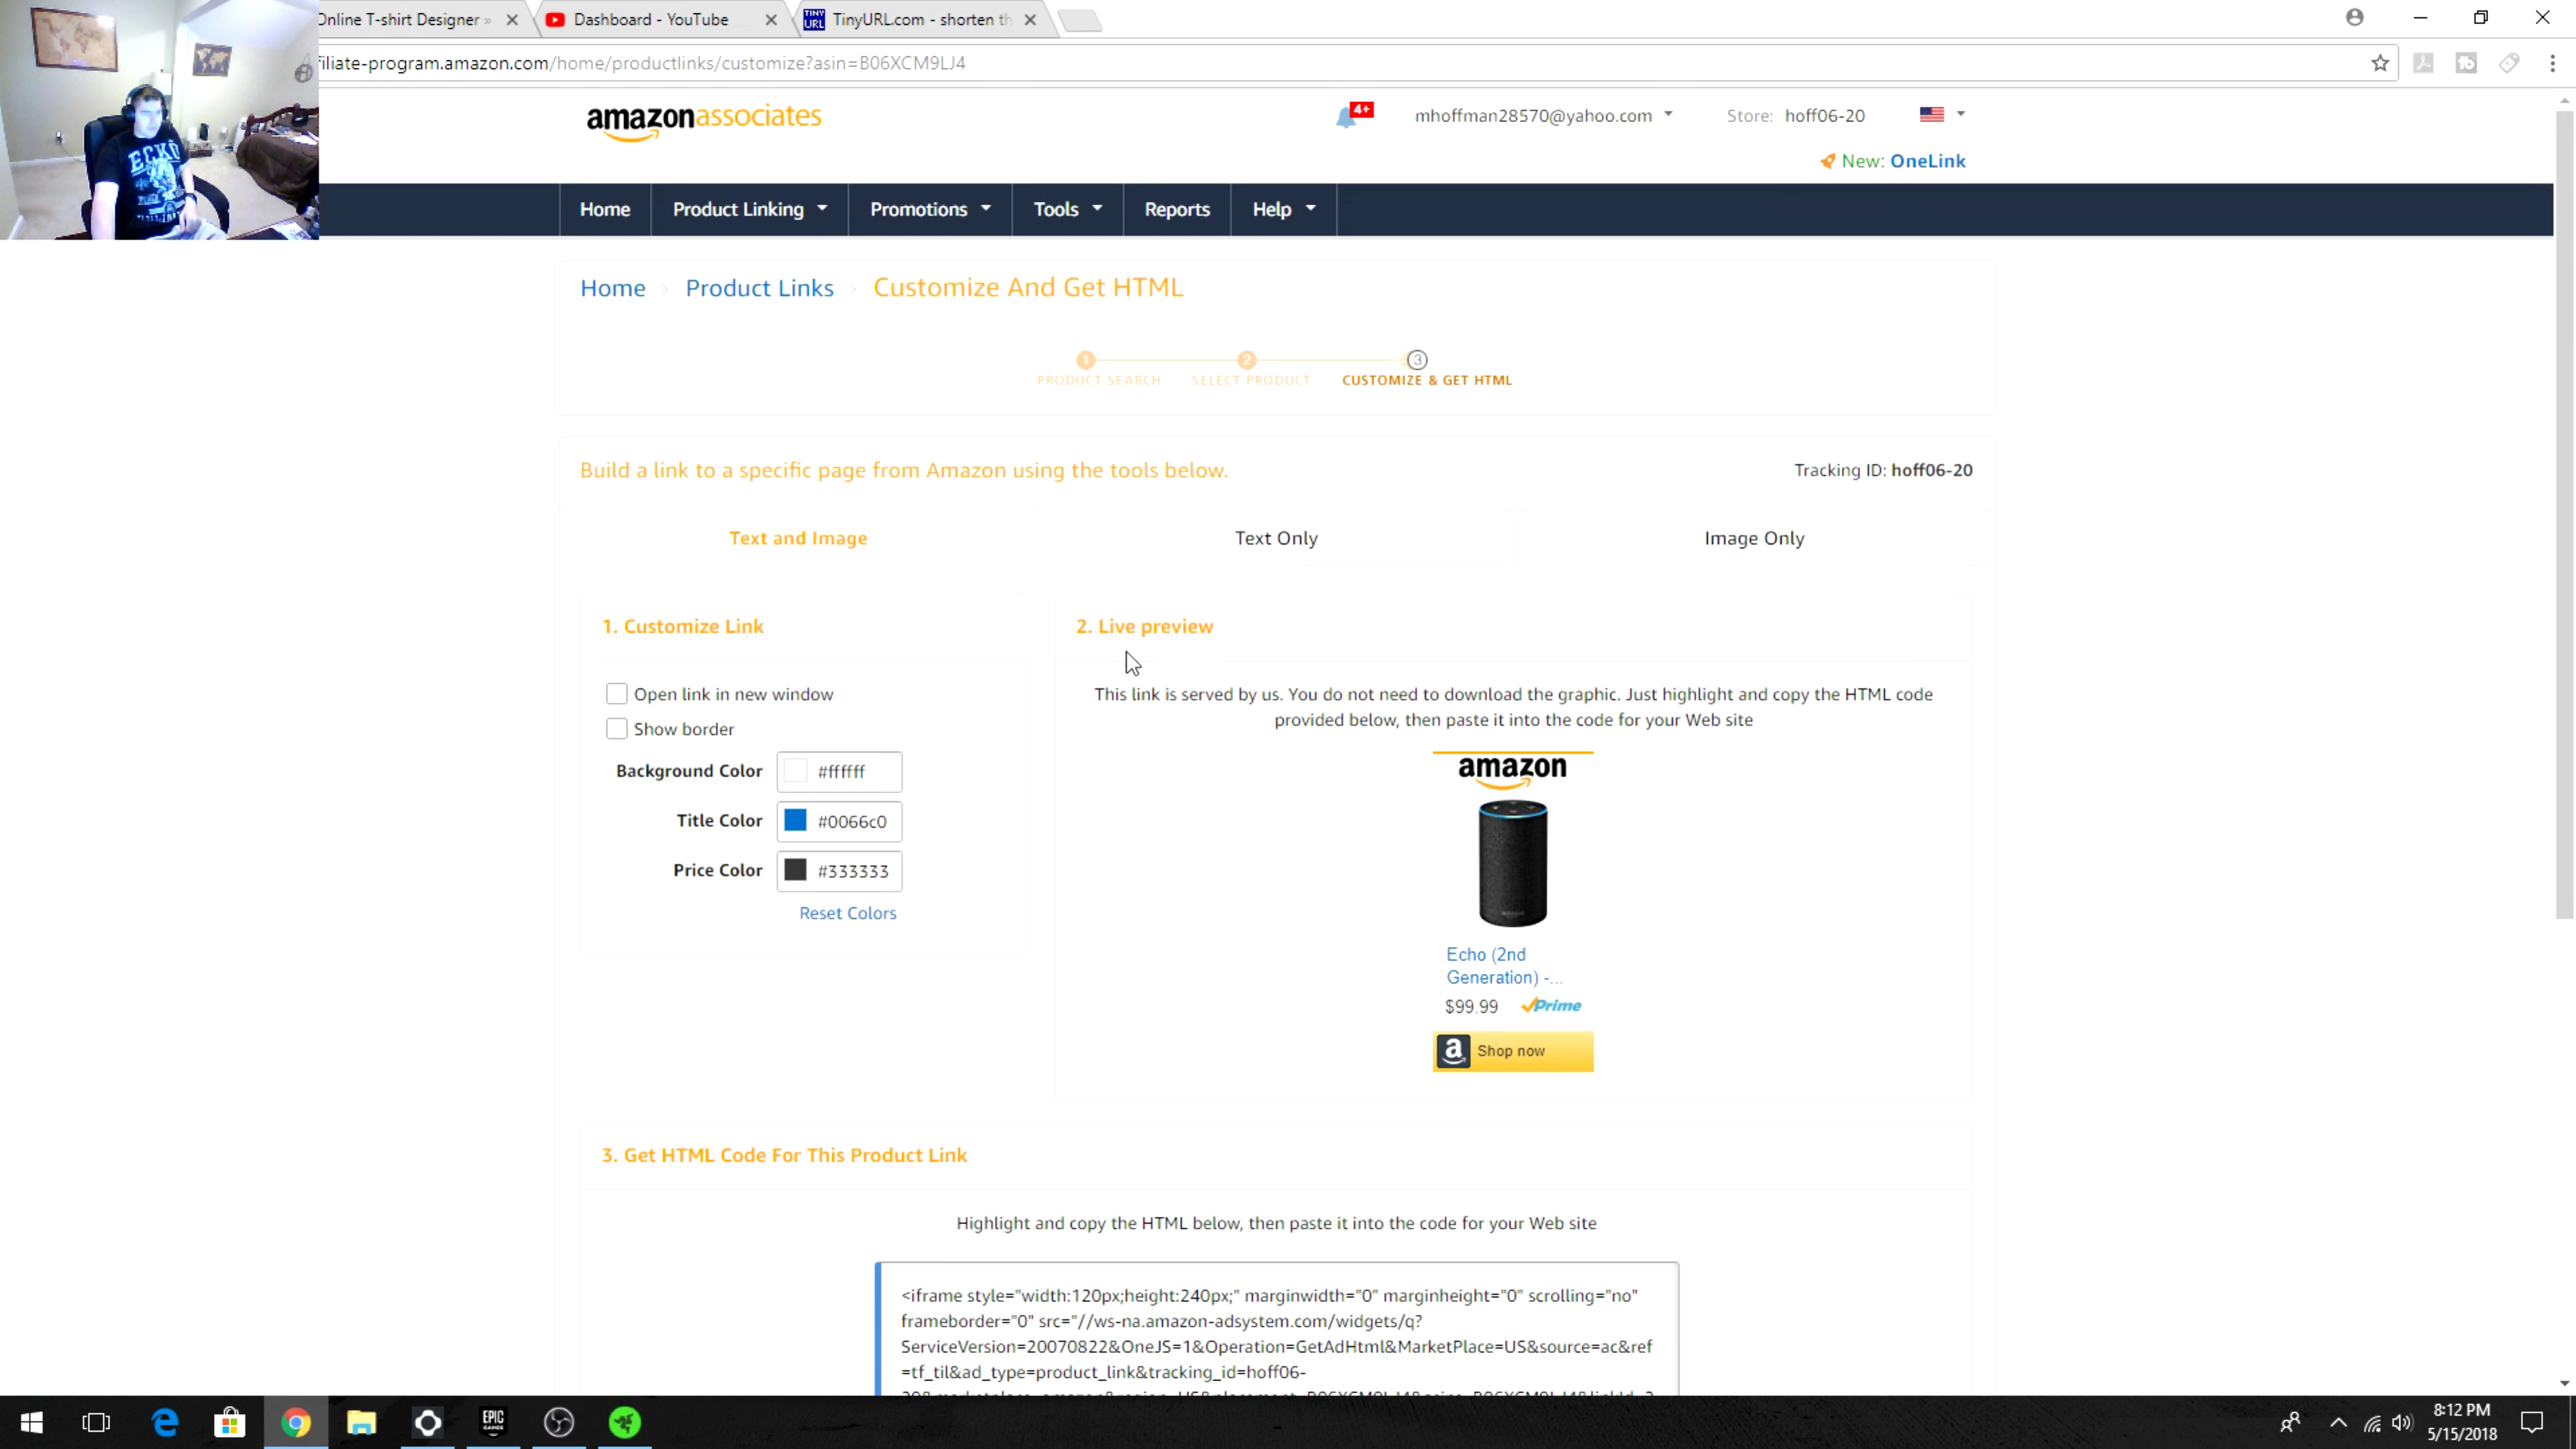 Online T-shirt Designer »
Dashboard - YouTube
TINY URL
TinyURL.com - shorten th
filiate-program.amazon.com/home/productlinks/customize?asin=B06XCM9LJ4
ECKO
amazonassociates
4+
mhoffman28570@yahoo.com
Store: hoff06-20
New: OneLink
Home
Product Linking
Promotions
Tools
Reports
Help
Home
Product Links
Customize And Get HTML
1
2
3
PRODUCT SEARCH
SELECT PRODUCT
CUSTOMIZE & GET HTML
Build a link to a specific page from Amazon using the tools below.
Tracking ID: hoff06-20
Text and Image
Text Only
Image Only
1. Customize Link
Open link in new window
Show border
Background Color
#ffffff
Title Color
#0066c0
Price Color
#333333
Reset Colors
2. Live preview
This link is served by us. You do not need to download the graphic. Just highlight and copy the HTML code
provided below, then paste it into the code for your Web site
amazon
Echo (2nd
Generation) -...
$99.99
Prime
a
Shop now
3. Get HTML Code For This Product Link
Highlight and copy the HTML below, then paste it into the code for your Web site
<iframe style="width:120px;height:240px;" marginwidth="0" marginheight="0" scrolling="no"
frameborder="0" src="//ws-na.amazon-adsystem.com/widgets/q?
ServiceVersion=20070822&OneJS=1&Operation=GetAdHtml&MarketPlace=US&source=ac&ref
=tf_til&ad_type=product_link&tracking_id=hoff06-
EPIC
GAMES
8:12 PM
5/15/2018